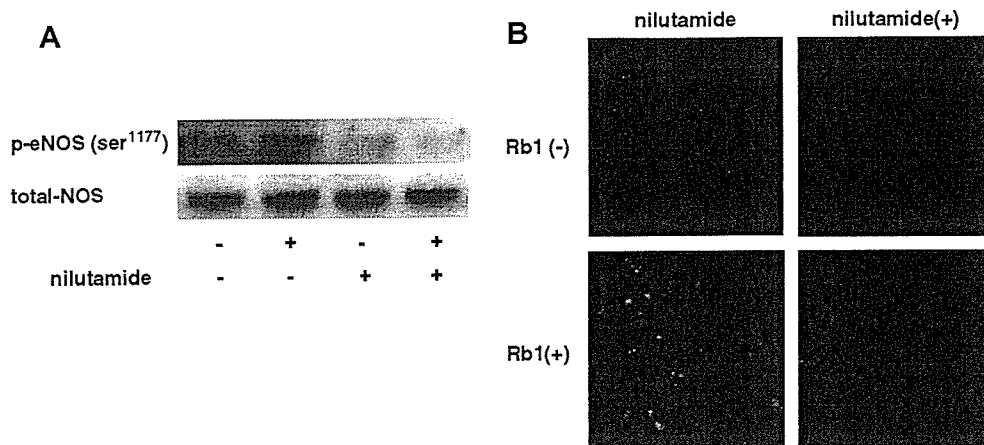 A
p-eNOS (ser1177)
total-NOS
- + - +
nilutamide - - + +
B
nilutamide nilutamide(+)
Rb1 (-)
Rb1(+)